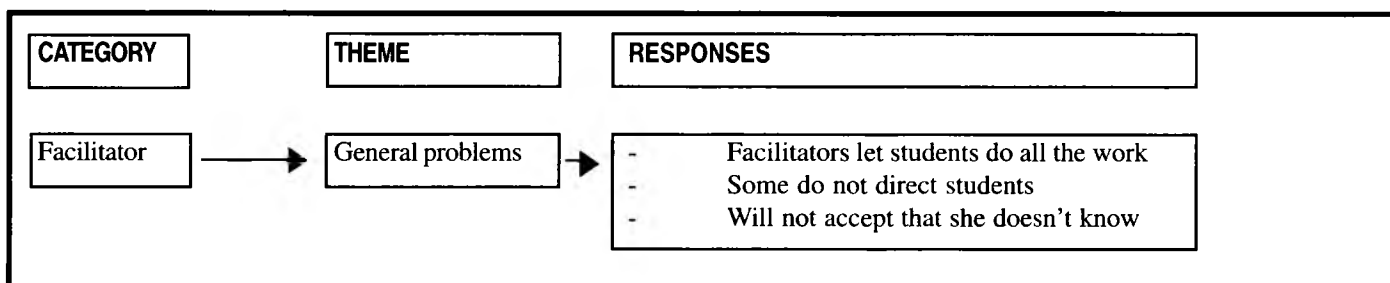 CATEGORY THEME RESPONSES
Facilitator General problems - Facilitators let students do all the work
- Some do not direct students
- Will not accept that she doesn't know